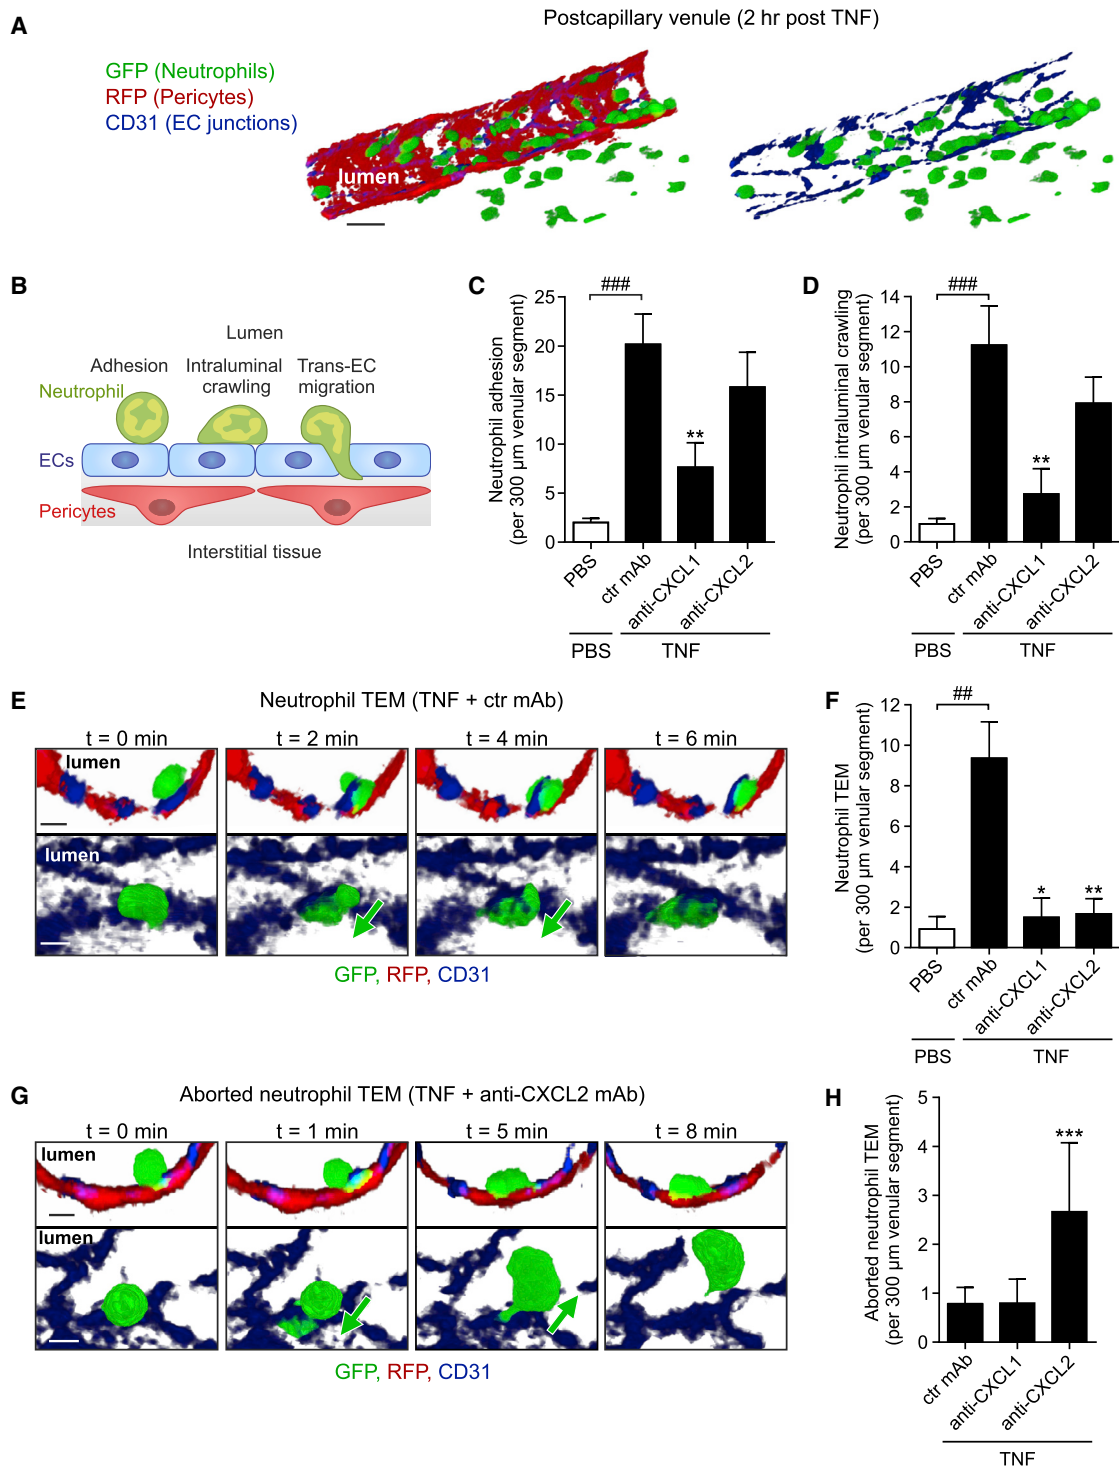 A
Postcapillary venule (2 hr post TNF)
GFP (Neutrophils)
RFP (Pericytes)
CD31 (EC junctions)
lumen
B
Lumen
Adhesion
Intraluminal
crawling
Trans-EC
migration
Neutrophil
ECs
Pericytes
Interstitial tissue
C
Neutrophil adhesion
(per 300 µm venular segment)
25
20
15
10
5
0
###
**
PBS
ctr mAb
anti-CXCL1
anti-CXCL2
PBS
TNF
D
Neutrophil intraluminal crawling
(per 300 µm venular segment)
14
12
10
8
6
4
2
0
###
**
PBS
ctr mAb
anti-CXCL1
anti-CXCL2
PBS
TNF
E
Neutrophil TEM (TNF + ctr mAb)
t = 0 min
t = 2 min
t = 4 min
t = 6 min
lumen
lumen
GFP, RFP, CD31
F
Neutrophil TEM
(per 300 µm venular segment)
12
10
8
6
4
2
0
##
*
**
PBS
ctr mAb
anti-CXCL1
anti-CXCL2
PBS
TNF
G
Aborted neutrophil TEM (TNF + anti-CXCL2 mAb)
t = 0 min
t = 1 min
t = 5 min
t = 8 min
lumen
lumen
GFP, RFP, CD31
H
Aborted neutrophil TEM
(per 300 µm venular segment)
5
4
3
2
1
0
***
ctr mAb
anti-CXCL1
anti-CXCL2
TNF